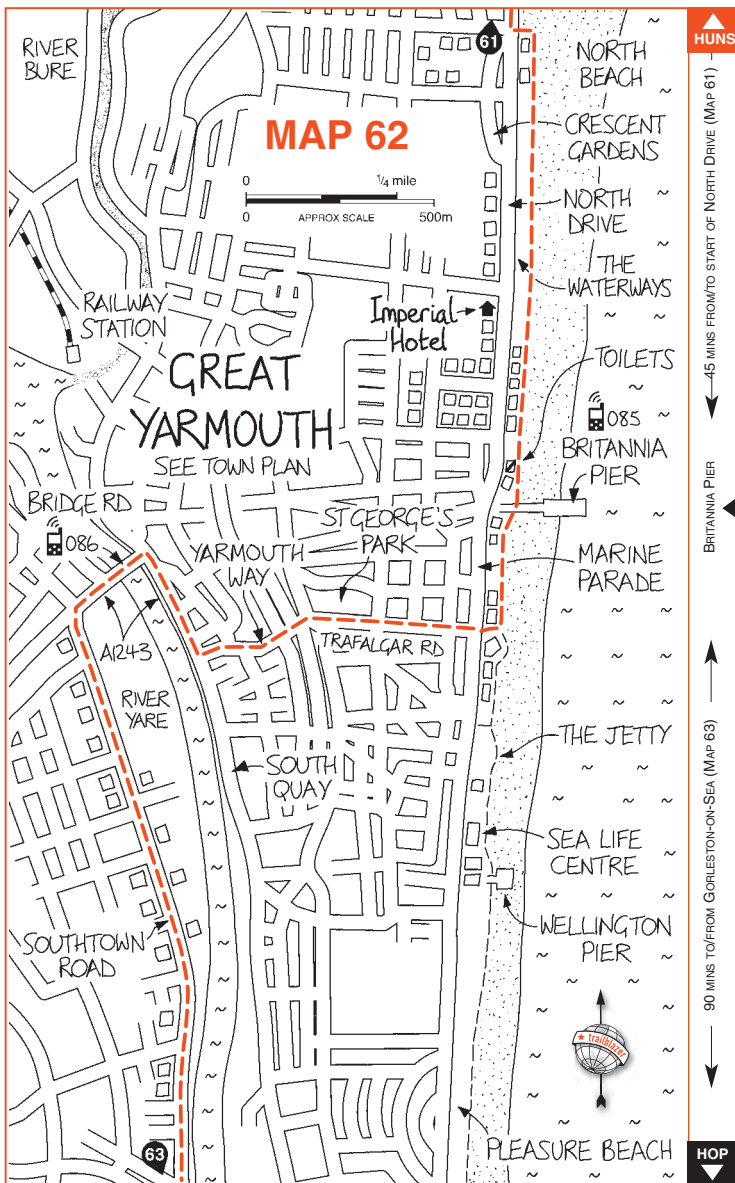 RIVER
BURE
61
NORTH
BEACH
HUNS
MAP 62
CRESCENT
GARDENS
0
1/4 mile
APPROX SCALE
0
500m
NORTH
DRIVE
THE
WATERWAYS
45 MINS FROM/TO START OF NORTH DRIVE (MAP 61)
RAILWAY
STATION
Imperial
Hotel
TOILETS
GREAT
YARMOUTH
SEE TOWN PLAN
085
BRITANNIA
PIER
BRITANNIA PIER
BRIDGE RD
086
YARMOUTH
WAY
ST GEORGE'S
PARK
MARINE
PARADE
A1243
TRAFALGAR RD
RIVER
YARE
THE JETTY
SOUTH
QUAY
SEA LIFE
CENTRE
90 MINS TO/FROM GORLESTON-ON-SEA (MAP 63)
WELLINGTON
PIER
SOUTHTOWN
ROAD
trailblazer
PLEASURE BEACH
63
HOP